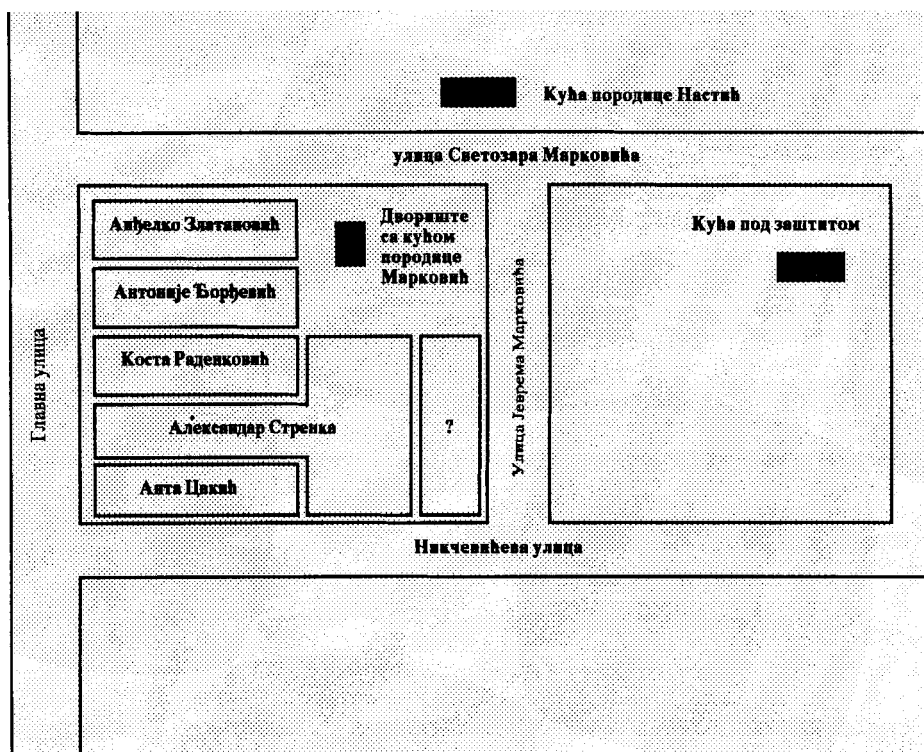 Кућа породице Настић
улица Светозара Марковића
Анђелко Златановић
Антоније Ђорђевић
Коста Раденковић
Александар Стренка
Анта Цакић
Двориште
са кућом
породице
Марковић
?
Главна улица
Улица Јеврема Марковића
Кућа под заштитом
Никчевићева улица